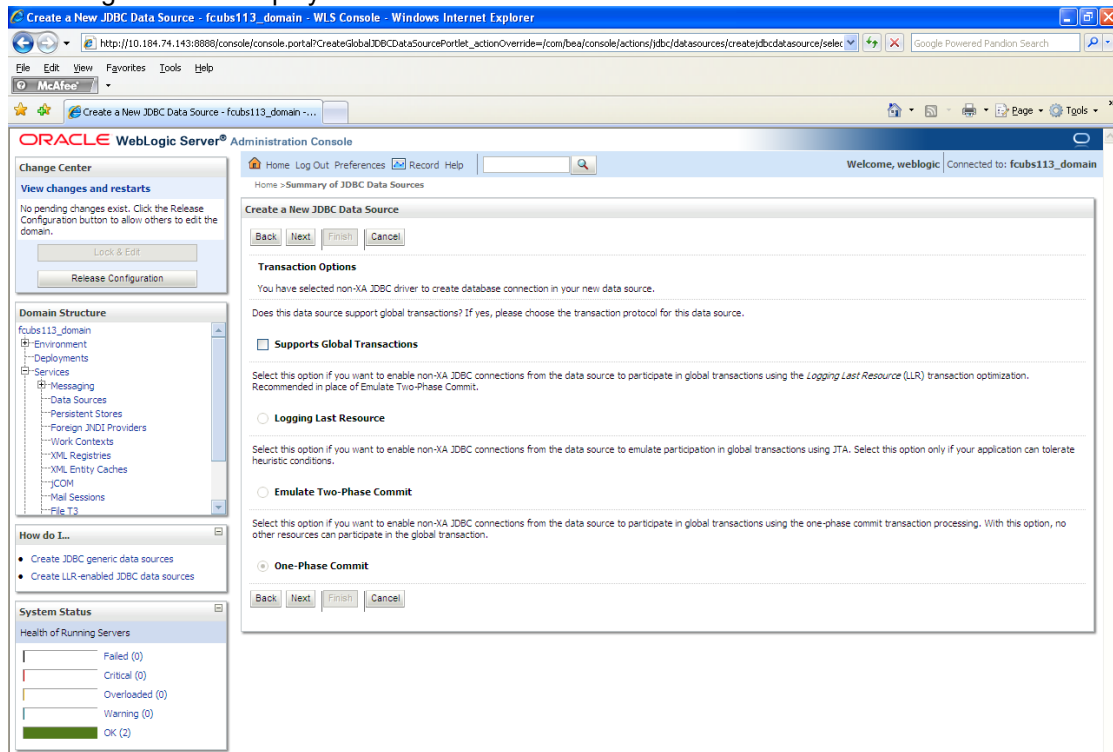 Create a New JDBC Data Source - fcubs113_domain - WLS Console - Windows Internet Explorer
http://10.184.74.143:8888/console/console.portal?CreateGlobalJDBCDataSourcePortlet_actionOverride=/com/bea/console/actions/jdbc/datasources/createjdbcdatasource/selec
Google Powered Pandion Search
File Edit View Favorites Tools Help
McAfee
Create a New JDBC Data Source - fcubs113_domain -...
Page Tools
ORACLE WebLogic Server® Administration Console
Change Center
View changes and restarts
No pending changes exist. Click the Release
Configuration button to allow others to edit the
domain.
Lock & Edit
Release Configuration
Domain Structure
fcubs113_domain
Environment
Deployments
Services
Messaging
Data Sources
Persistent Stores
Foreign JNDI Providers
Work Contexts
XML Registries
XML Entity Caches
jCOM
Mail Sessions
File T3
How do I...
Create JDBC generic data sources
Create LLR-enabled JDBC data sources
System Status
Health of Running Servers
Failed (0)
Critical (0)
Overloaded (0)
Warning (0)
OK (2)
Home Log Out Preferences Record Help
Welcome, weblogic Connected to: fcubs113_domain
Home >Summary of JDBC Data Sources
Create a New JDBC Data Source
Back Next Finish Cancel
Transaction Options
You have selected non-XA JDBC driver to create database connection in your new data source.
Does this data source support global transactions? If yes, please choose the transaction protocol for this data source.
Supports Global Transactions
Select this option if you want to enable non-XA JDBC connections from the data source to participate in global transactions using the Logging Last Resource (LLR) transaction optimization.
Recommended in place of Emulate Two-Phase Commit.
Logging Last Resource
Select this option if you want to enable non-XA JDBC connections from the data source to emulate participation in global transactions using JTA. Select this option only if your application can tolerate
heuristic conditions.
Emulate Two-Phase Commit
Select this option if you want to enable non-XA JDBC connections from the data source to participate in global transactions using the one-phase commit transaction processing. With this option, no
other resources can participate in the global transaction.
One-Phase Commit
Back Next Finish Cancel